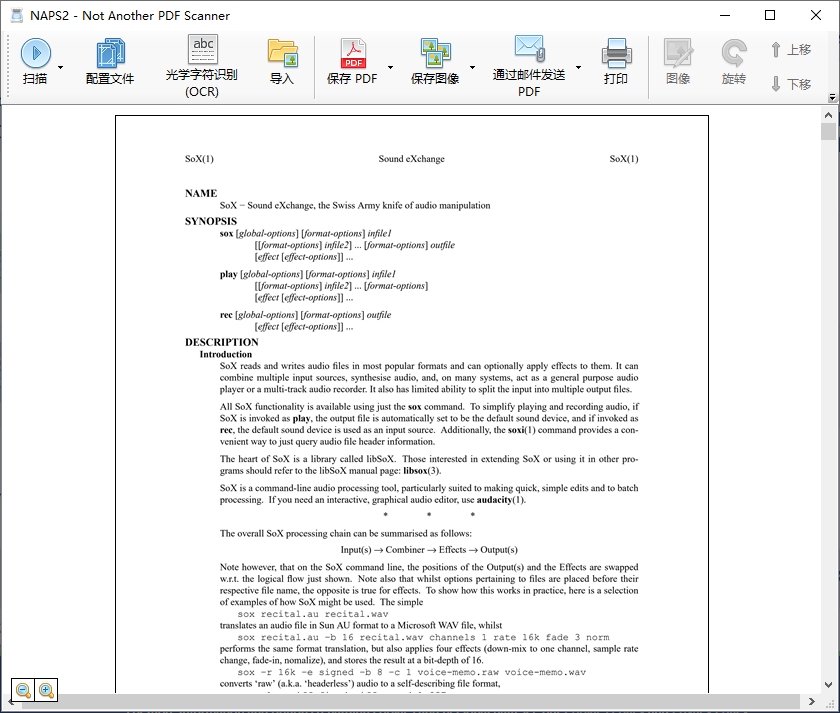 NAPS2 - Not Another PDF Scanner
扫描
配置文件
abc
光学字符识别
(OCR)
导入
PDF
保存 PDF
保存图像
通过邮件发送
PDF
打印
图像
旋转
上移
下移
SoX(1) Sound eXchange SoX(1)
NAME
SoX − Sound eXchange, the Swiss Army knife of audio manipulation
SYNOPSIS
sox [global-options] [format-options] infile1
[[format-options] infile2] ... [format-options] outfile
[effect [effect-options]] ...
play [global-options] [format-options] infile1
[[format-options] infile2] ... [format-options]
[effect [effect-options]] ...
rec [global-options] [format-options] outfile
[effect [effect-options]] ...
DESCRIPTION
Introduction
SoX reads and writes audio files in most popular formats and can optionally apply effects to them. It can
combine multiple input sources, synthesise audio, and, on many systems, act as a general purpose audio
player or a multi-track audio recorder. It also has limited ability to split the input into multiple output files.
All SoX functionality is available using just the sox command. To simplify playing and recording audio, if
SoX is invoked as play, the output file is automatically set to be the default sound device, and if invoked as
rec, the default sound device is used as an input source. Additionally, the soxi(1) command provides a con-
venient way to just query audio file header information.
The heart of SoX is a library called libSoX. Those interested in extending SoX or using it in other pro-
grams should refer to the libSoX manual page: libsox(3).
SoX is a command-line audio processing tool, particularly suited to making quick, simple edits and to batch
processing. If you need an interactive, graphical audio editor, use audacity(1).
* * *
The overall SoX processing chain can be summarised as follows:
Input(s) → Combiner → Effects → Output(s)
Note however, that on the SoX command line, the positions of the Output(s) and the Effects are swapped
w.r.t. the logical flow just shown. Note also that whilst options pertaining to files are placed before their
respective file name, the opposite is true for effects. To show how this works in practice, here is a selection
of examples of how SoX might be used. The simple
sox recital.au recital.wav
translates an audio file in Sun AU format to a Microsoft WAV file, whilst
sox recital.au -b 16 recital.wav channels 1 rate 16k fade 3 norm
performs the same format translation, but also applies four effects (down-mix to one channel, sample rate
change, fade-in, nomalize), and stores the result at a bit-depth of 16.
sox -r 16k -e signed -b 8 -c 1 voice-memo.raw voice-memo.wav
converts ‘raw’ (a.k.a. ‘headerless’) audio to a self-describing file format,